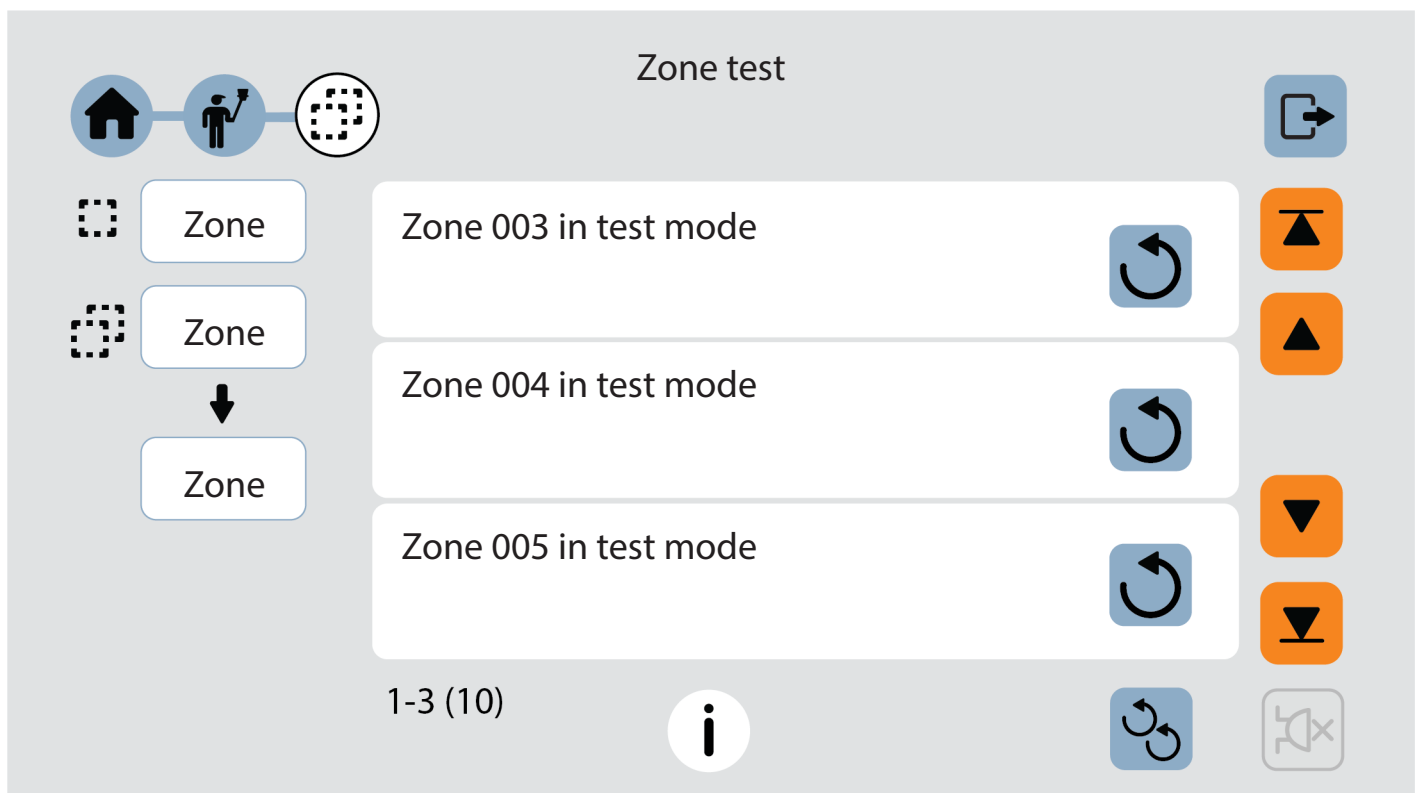 Zone test
Zone
Zone
Zone
Zone 003 in test mode
Zone 004 in test mode
Zone 005 in test mode
1-3 (10)
i